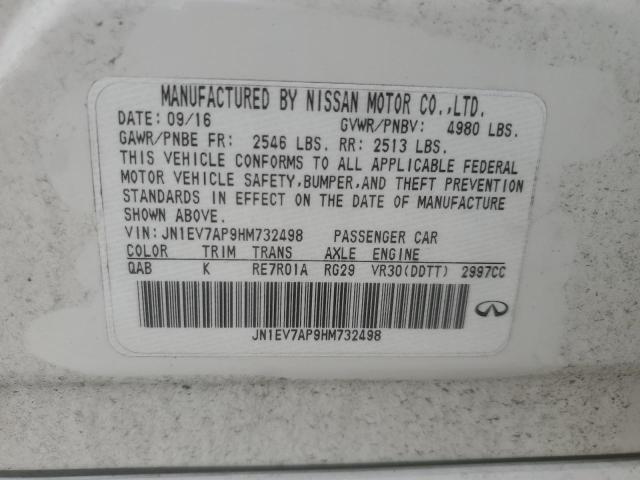 MANUFACTURED BY NISSAN MOTOR CO.,LTD.
DATE: 09/16 GVWR/PNBV: 4980 LBS.
GAWR/PNBE FR: 2546 LBS. RR: 2513 LBS.
THIS VEHICLE CONFORMS TO ALL APPLICABLE FEDERAL
MOTOR VEHICLE SAFETY,BUMPER,AND THEFT PREVENTION
STANDARDS IN EFFECT ON THE DATE OF MANUFACTURE
SHOWN ABOVE.
VIN: JN1EV7AP9HM732498 PASSENGER CAR
COLOR TRIM TRANS AXLE ENGINE
QAB K RE7R01A RG29 VR30(DDTT) 2997CC
JN1EV7AP9HM732498